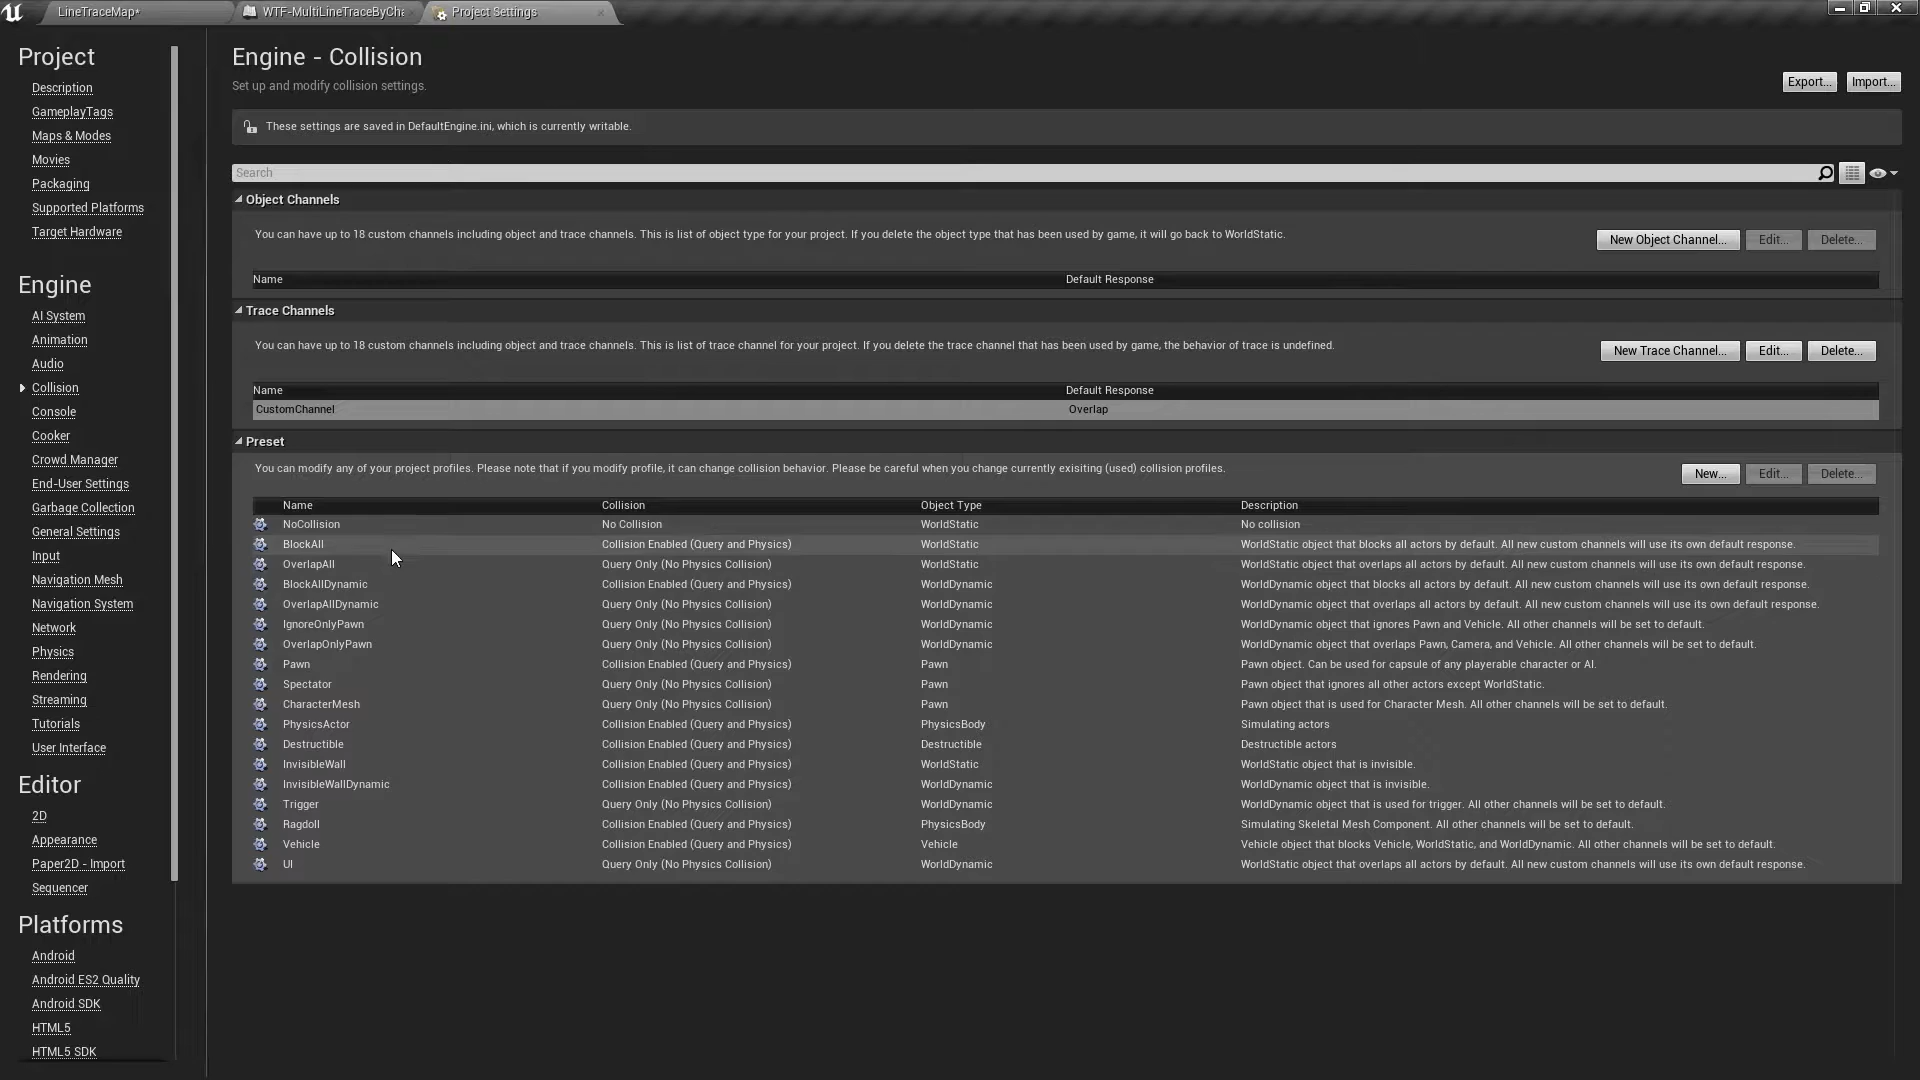 LineTraceMap*
WTF-MultiLineTraceByCha
Project Settings
Project
Description
GameplayTags
Maps & Modes
Movies
Packaging
Supported Platforms
Target Hardware
Engine
AI System
Animation
Audio
Collision
Console
Cooker
Crowd Manager
End-User Settings
Garbage Collection
General Settings
Input
Navigation Mesh
Navigation System
Network
Physics
Rendering
Streaming
Tutorials
User Interface
Editor
2D
Appearance
Paper2D - Import
Sequencer
Platforms
Android
Android ES2 Quality
Android SDK
HTML5
HTML5 SDK
Engine - Collision
Set up and modify collision settings.
Export... Import...
These settings are saved in DefaultEngine.ini, which is currently writable.
Search
Object Channels
You can have up to 18 custom channels including object and trace channels. This is list of object type for your project. If you delete the object type that has been used by game, it will go back to WorldStatic.
New Object Channel... Edit... Delete...
Name Default Response
Trace Channels
You can have up to 18 custom channels including object and trace channels. This is list of trace channel for your project. If you delete the trace channel that has been used by game, the behavior of trace is undefined.
New Trace Channel... Edit... Delete...
Name Default Response
CustomChannel Overlap
Preset
You can modify any of your project profiles. Please note that if you modify profile, it can change collision behavior. Please be careful when you change currently exisiting (used) collision profiles.
New... Edit... Delete...
Name Collision Object Type Description
NoCollision No Collision WorldStatic No collision
BlockAll Collision Enabled (Query and Physics) WorldStatic WorldStatic object that blocks all actors by default. All new custom channels will use its own default response.
OverlapAll Query Only (No Physics Collision) WorldStatic WorldStatic object that overlaps all actors by default. All new custom channels will use its own default response.
BlockAllDynamic Collision Enabled (Query and Physics) WorldDynamic WorldDynamic object that blocks all actors by default. All new custom channels will use its own default response.
OverlapAllDynamic Query Only (No Physics Collision) WorldDynamic WorldDynamic object that overlaps all actors by default. All new custom channels will use its own default response.
IgnoreOnlyPawn Query Only (No Physics Collision) WorldDynamic WorldDynamic object that ignores Pawn and Vehicle. All other channels will be set to default.
OverlapOnlyPawn Query Only (No Physics Collision) WorldDynamic WorldDynamic object that overlaps Pawn, Camera, and Vehicle. All other channels will be set to default.
Pawn Collision Enabled (Query and Physics) Pawn Pawn object. Can be used for capsule of any playerable character or AI.
Spectator Query Only (No Physics Collision) Pawn Pawn object that ignores all other actors except WorldStatic.
CharacterMesh Query Only (No Physics Collision) Pawn Pawn object that is used for Character Mesh. All other channels will be set to default.
PhysicsActor Collision Enabled (Query and Physics) PhysicsBody Simulating actors
Destructible Collision Enabled (Query and Physics) Destructible Destructible actors
InvisibleWall Collision Enabled (Query and Physics) WorldStatic WorldStatic object that is invisible.
InvisibleWallDynamic Collision Enabled (Query and Physics) WorldDynamic WorldDynamic object that is invisible.
Trigger Query Only (No Physics Collision) WorldDynamic WorldDynamic object that is used for trigger. All other channels will be set to default.
Ragdoll Collision Enabled (Query and Physics) PhysicsBody Simulating Skeletal Mesh Component. All other channels will be set to default.
Vehicle Collision Enabled (Query and Physics) Vehicle Vehicle object that blocks Vehicle, WorldStatic, and WorldDynamic. All other channels will be set to default.
UI Query Only (No Physics Collision) WorldDynamic WorldStatic object that overlaps all actors by default. All new custom channels will use its own default response.